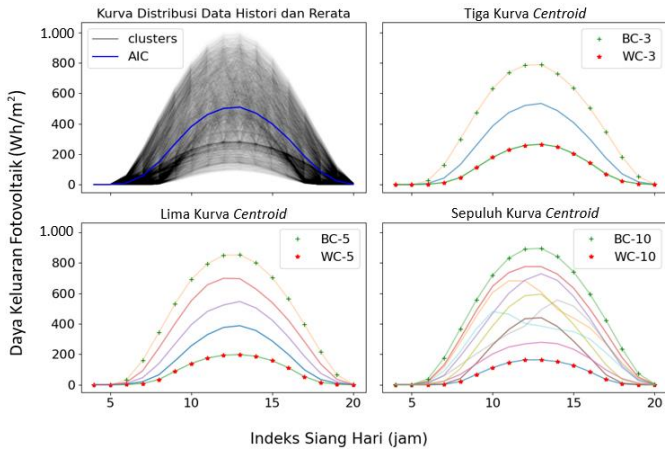 Kurva Distribusi Data Histori dan Rerata
1.000
800
600
400
200
0
clusters
AIC
Tiga Kurva Centroid
BC-3
WC-3
Lima Kurva Centroid
1.000
800
600
400
200
0
5
10
15
20
BC-5
WC-5
Sepuluh Kurva Centroid
5
10
15
20
BC-10
WC-10
Daya Keluaran Fotovoltaik (Wh/m²)
Indeks Siang Hari (jam)